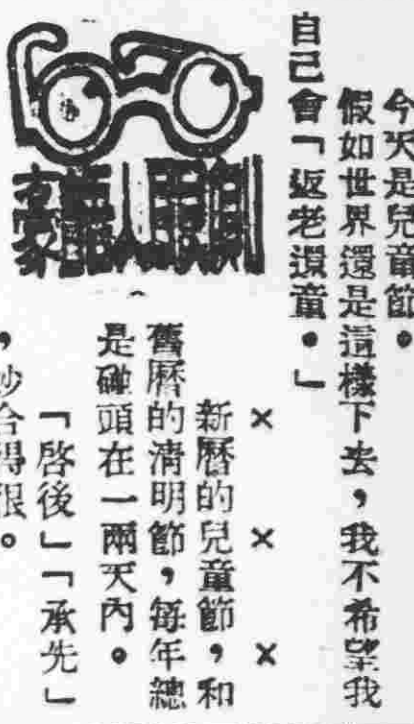 今天是兒童節。
假如世界還是這樣下去，我不希望我
自己會「返老還童。」
× × ×
新曆的兒童節，和
舊曆的清明節，每年總
是碰頭在一兩天內。
「啓後」「承先」
，妙合得很。